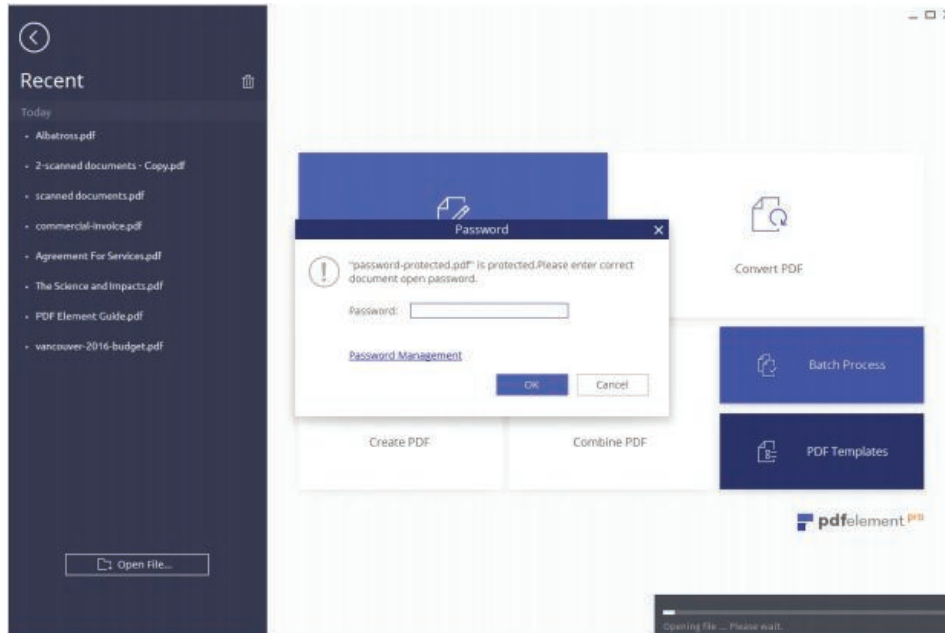 Recent
Today
Albatross.pdf
2-scanned documents - Copy.pdf
scanned documents.pdf
commercial-invoice.pdf
Agreement For Services.pdf
The Science and Impacts.pdf
PDF Element Guide.pdf
vancouver-2016-budget.pdf
Open File...
Password
"password-protected.pdf" is protected.Please enter correct
document open password.
Password:
Password Management
OK
Cancel
Convert PDF
Batch Process
Create PDF
Combine PDF
PDF Templates
pdfelement pro
Opening file ... Please wait.